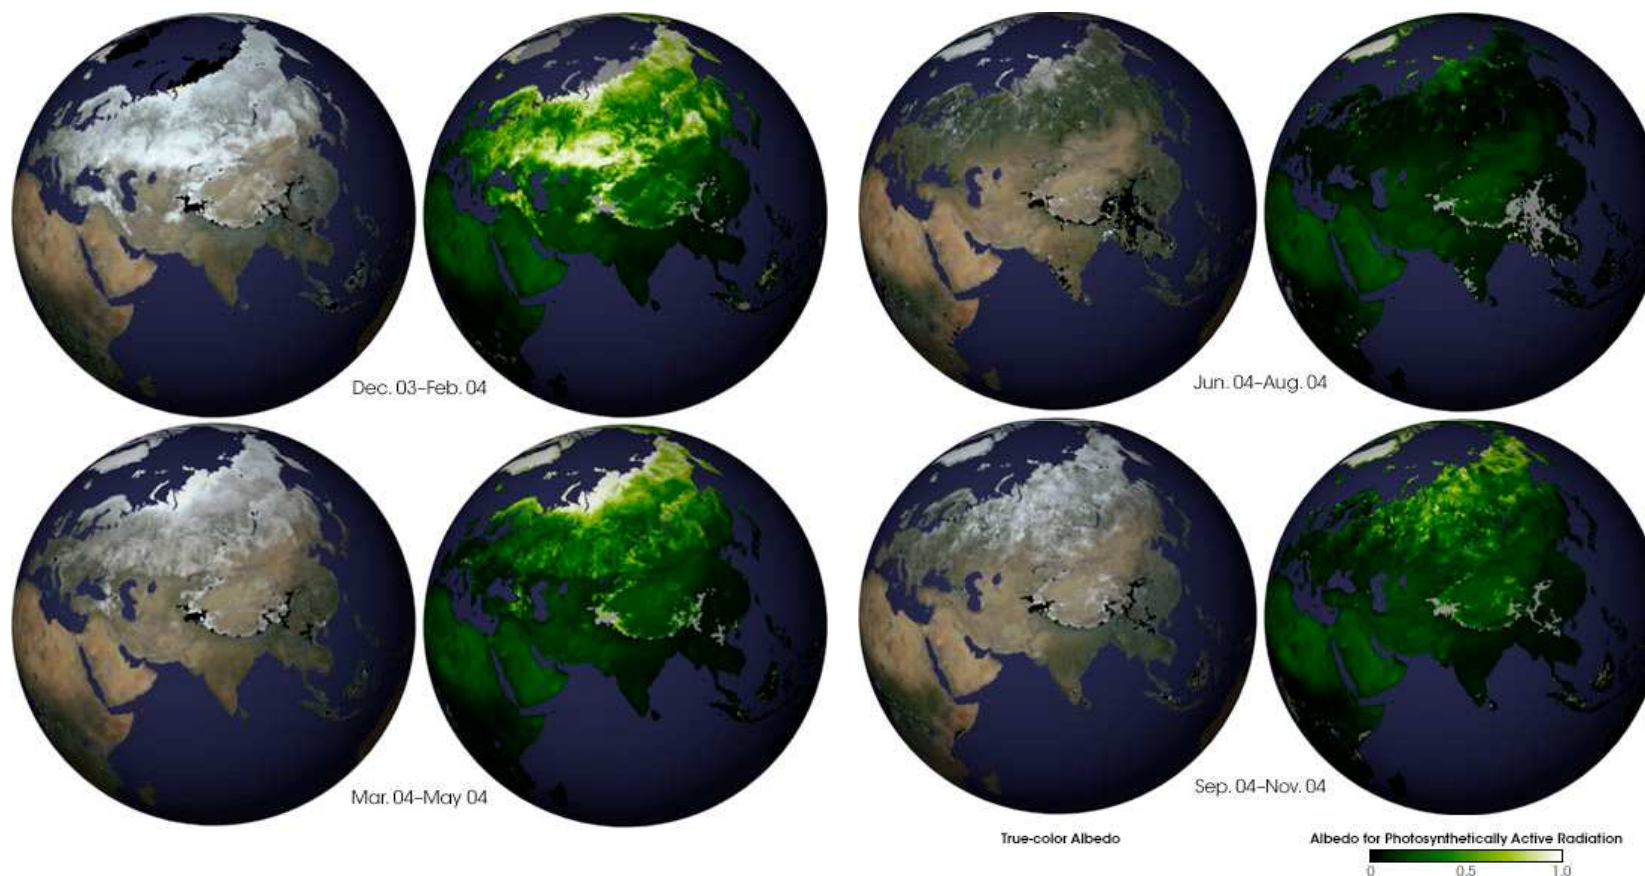 Dec. 03–Feb. 04
Jun. 04–Aug. 04
Mar. 04–May 04
Sep. 04–Nov. 04
True-color Albedo
Albedo for Photosynthetically Active Radiation
0 0.5 1.0